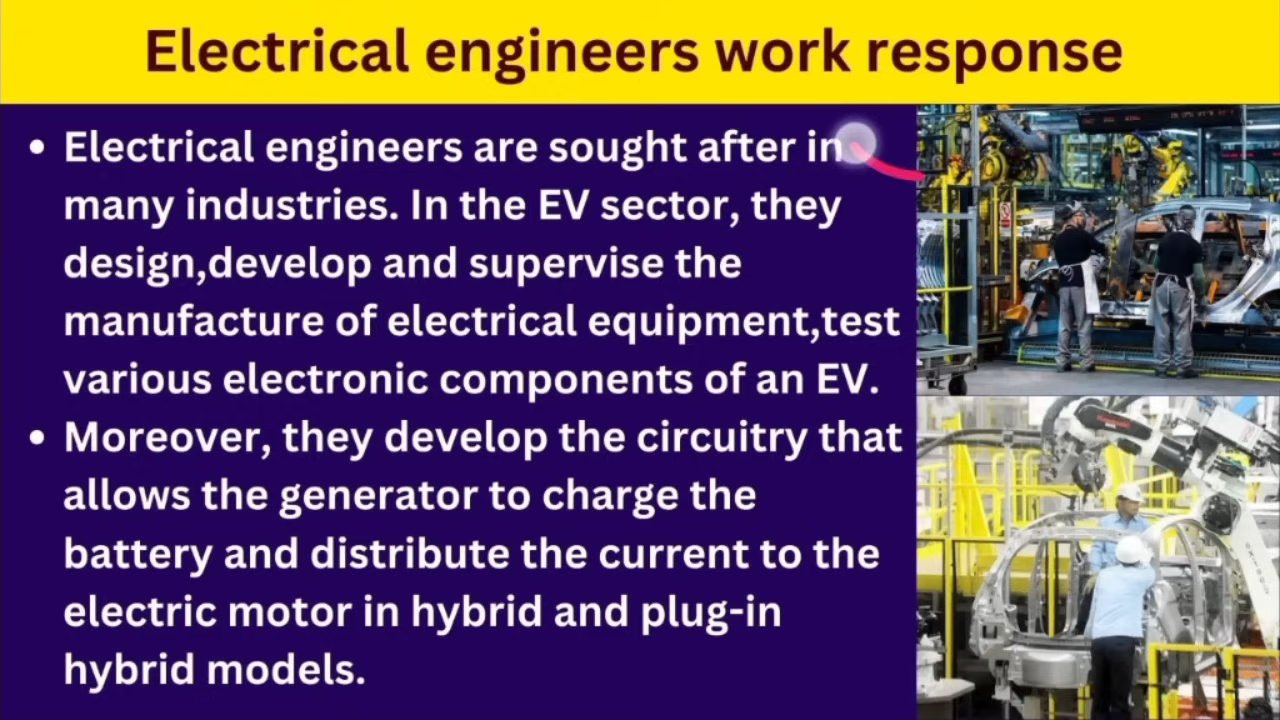 Electrical engineers work response
• Electrical engineers are sought after in
many industries. In the EV sector, they
design,develop and supervise the
manufacture of electrical equipment,test
various electronic components of an EV.
• Moreover, they develop the circuitry that
allows the generator to charge the
battery and distribute the current to the
electric motor in hybrid and plug-in
hybrid models.